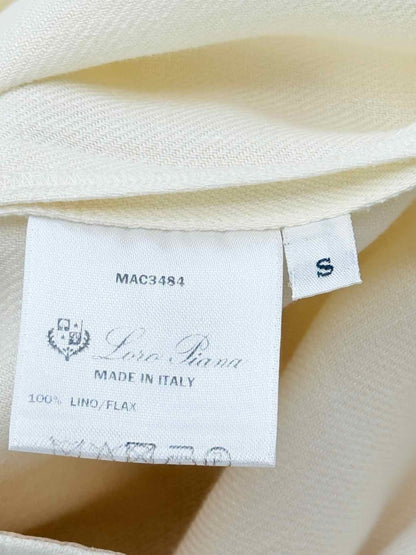 MAC3484
S
Loro Piana
MADE IN ITALY
100% LINO/FLAX